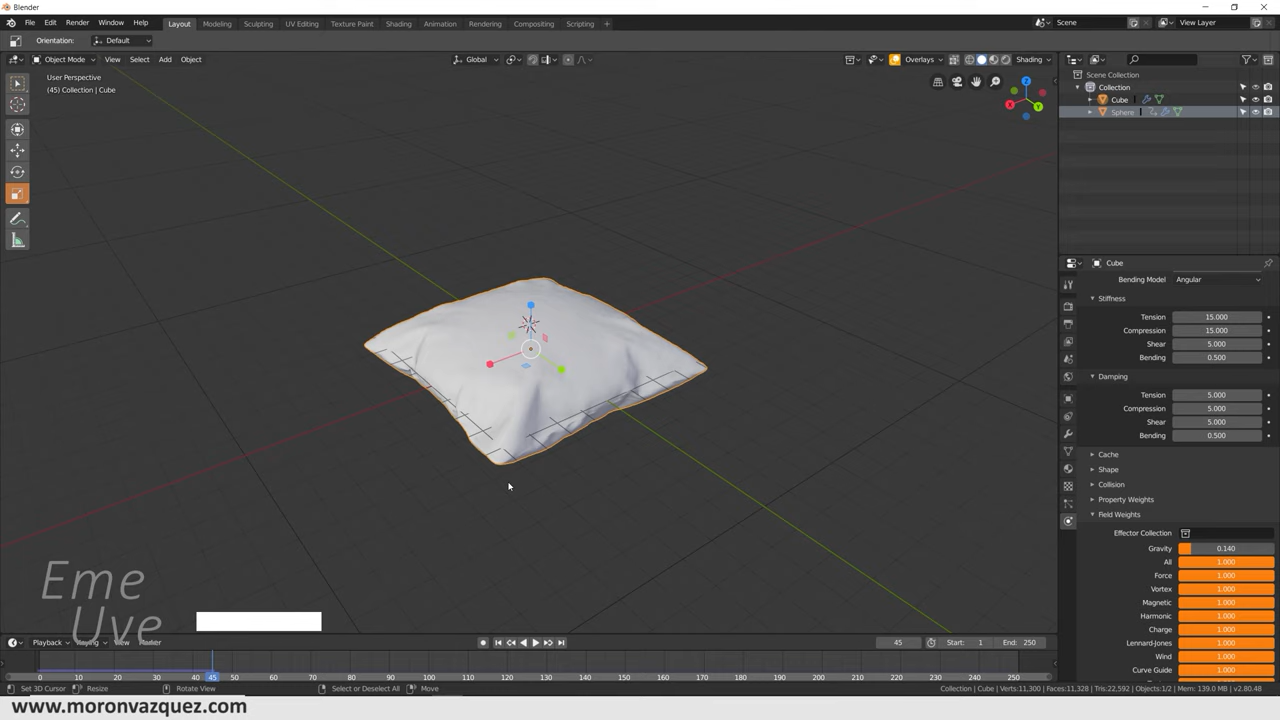 Blender
File Edit Render Window Help Layout Modeling Sculpting UV Editing Texture Paint Shading Animation Rendering Compositing Scripting + Scene View Layer
Orientation: Default
Object Mode View Select Add Object Global Overlays Shading
User Perspective
(45) Collection | Cube
Z
X
Y
Scene Collection
Collection
Cube
Sphere
Cube
Bending Model Angular
Stiffness
Tension 15.000
Compression 15.000
Shear 5.000
Bending 0.500
Damping
Tension 5.000
Compression 5.000
Shear 5.000
Bending 0.500
Cache
Shape
Collision
Property Weights
Field Weights
Effector Collection
Gravity 0.140
All 1.000
Force 1.000
Vortex 1.000
Magnetic 1.000
Harmonic 1.000
Charge 1.000
Lennard-Jones 1.000
Wind 1.000
Curve Guide 1.000
Eme
Uve
Playback Keying View Marker 45 Start: 1 End: 250
0 10 20 30 40 45 50 60 70 80 90 100 110 120 130 140 150 160 170 180 190 200 210 220 230 240 250
Set 3D Cursor Resize Rotate View Select or Deselect All Move Collection | Cube | Verts:11,300 | Faces:11,328 | Tris:22,592 | Objects:1/2 | Mem: 139.0 MB | v2.80.48
www.moronvazquez.com